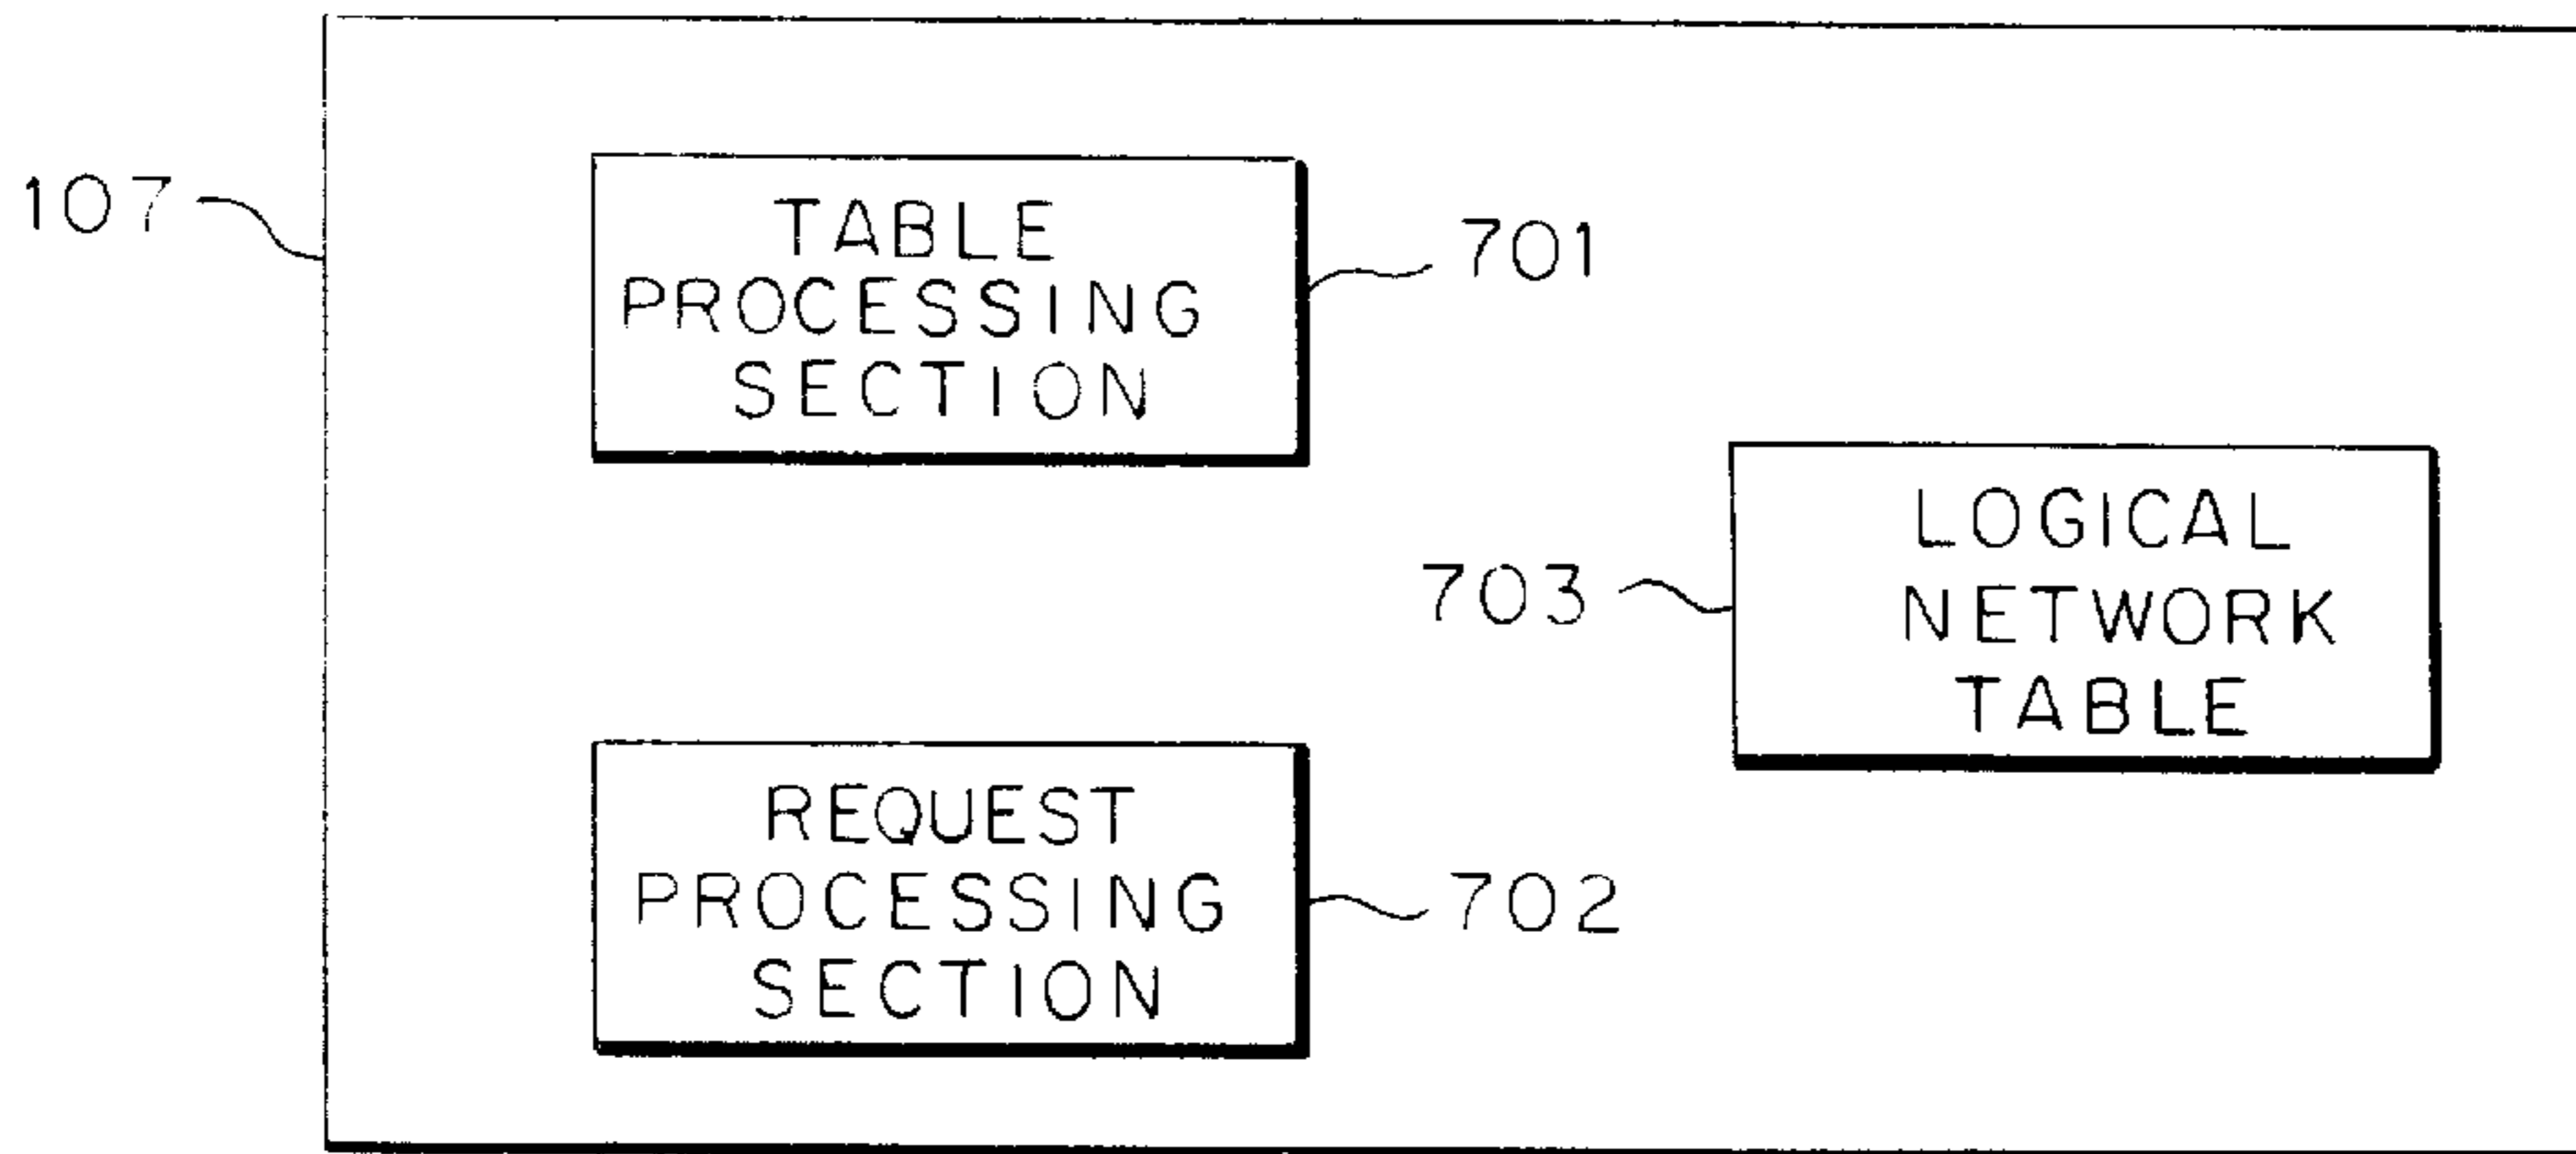 107
TABLE
PROCESSING
SECTION
701
LOGICAL
NETWORK
TABLE
703
REQUEST
PROCESSING
SECTION
702